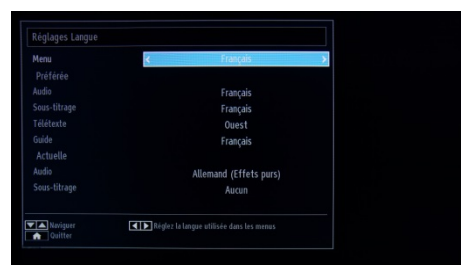 Réglages Langue
Menu Français
Préférée
Audio Français
Sous-titrage Français
Télétexte Ouest
Guide Français
Actuelle
Audio Allemand (Effets purs)
Sous-titrage Aucun
Naviguer Réglez la langue utilisée dans les menus
Quitter